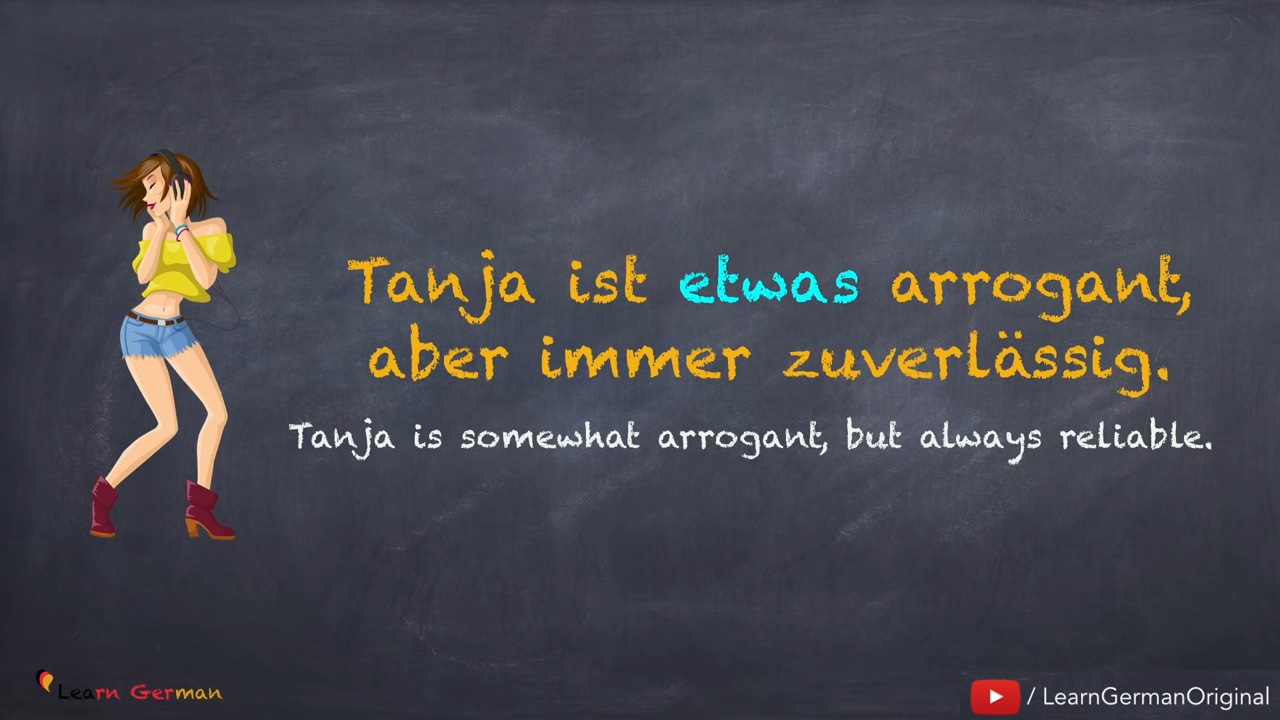 Tanja ist etwas arrogant,
aber immer zuverlässig.
Tanja is somewhat arrogant, but always reliable.
Learn German
/ LearnGermanOriginal